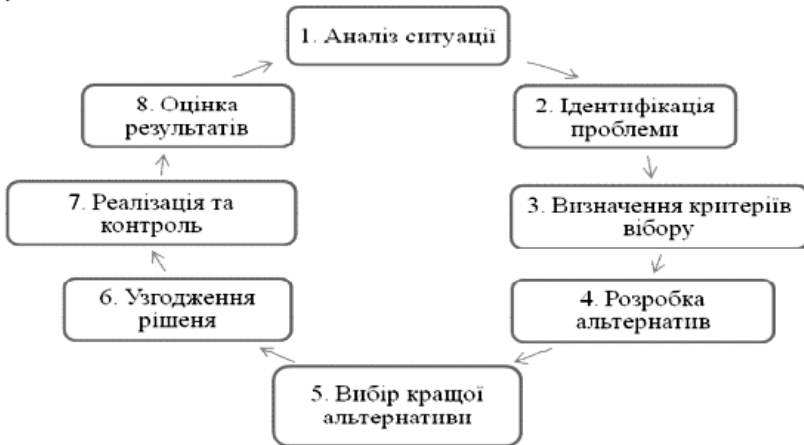 1. Аналіз ситуації
2. Ідентифікація
проблеми
3. Визначення критеріїв
вібору
4. Розробка
альтернатив
5. Вибір кращої
альтернативи
6. Узгодження
рішеня
7. Реалізація та
контроль
8. Оцінка
результатів